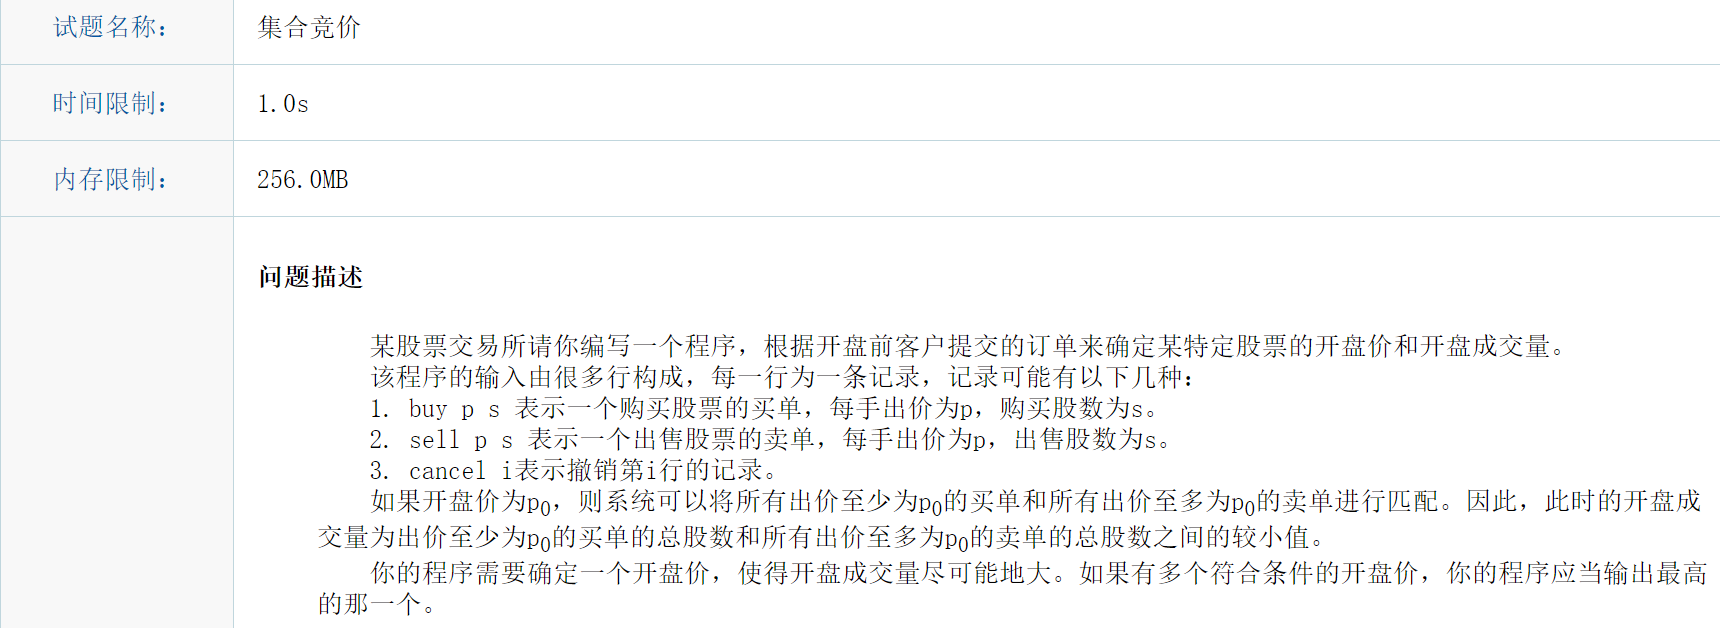 试题名称： 集合竞价
时间限制： 1.0s
内存限制： 256.0MB
问题描述
某股票交易所请你编写一个程序，根据开盘前客户提交的订单来确定某特定股票的开盘价和开盘成交量。
该程序的输入由很多行构成，每一行为一条记录，记录可能有以下几种：
1. buy p s 表示一个购买股票的买单，每手出价为p，购买股数为s。
2. sell p s 表示一个出售股票的卖单，每手出价为p，出售股数为s。
3. cancel i表示撤销第i行的记录。
如果开盘价为p0，则系统可以将所有出价至少为p0的买单和所有出价至多为p0的卖单进行匹配。因此，此时的开盘成
交量为出价至少为p0的买单的总股数和所有出价至多为p0的卖单的总股数之间的较小值。
你的程序需要确定一个开盘价，使得开盘成交量尽可能地大。如果有多个符合条件的开盘价，你的程序应当输出最高
的那一个。